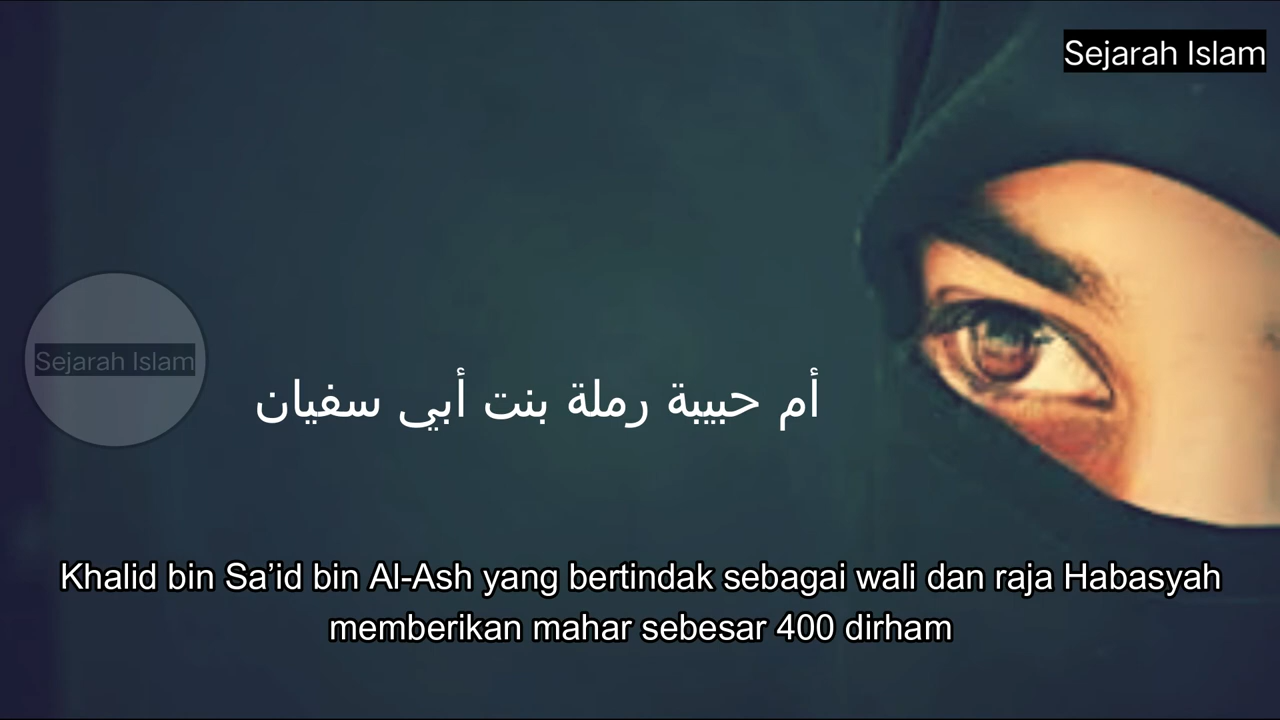 Sejarah Islam
Sejarah Islam
أم حبيبة رملة بنت أبي سفيان
Khalid bin Sa’id bin Al-Ash yang bertindak sebagai wali dan raja Habasyah
memberikan mahar sebesar 400 dirham